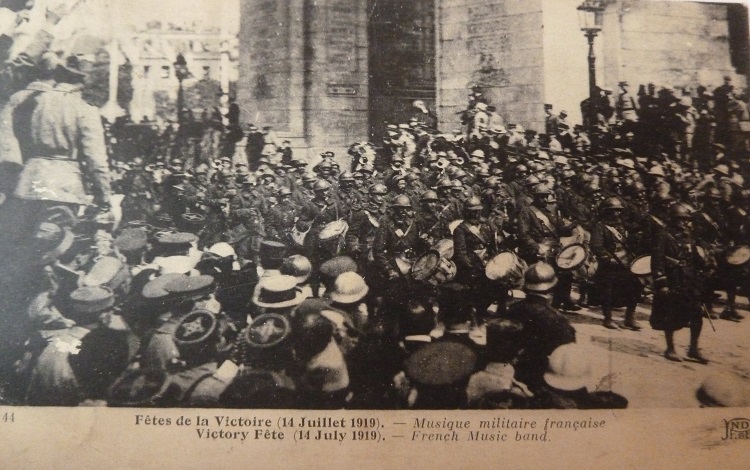 44
Fêtes de la Victoire (14 Juillet 1919). — Musique militaire française
Victory Fête (14 July 1919). — French Music band.
ND